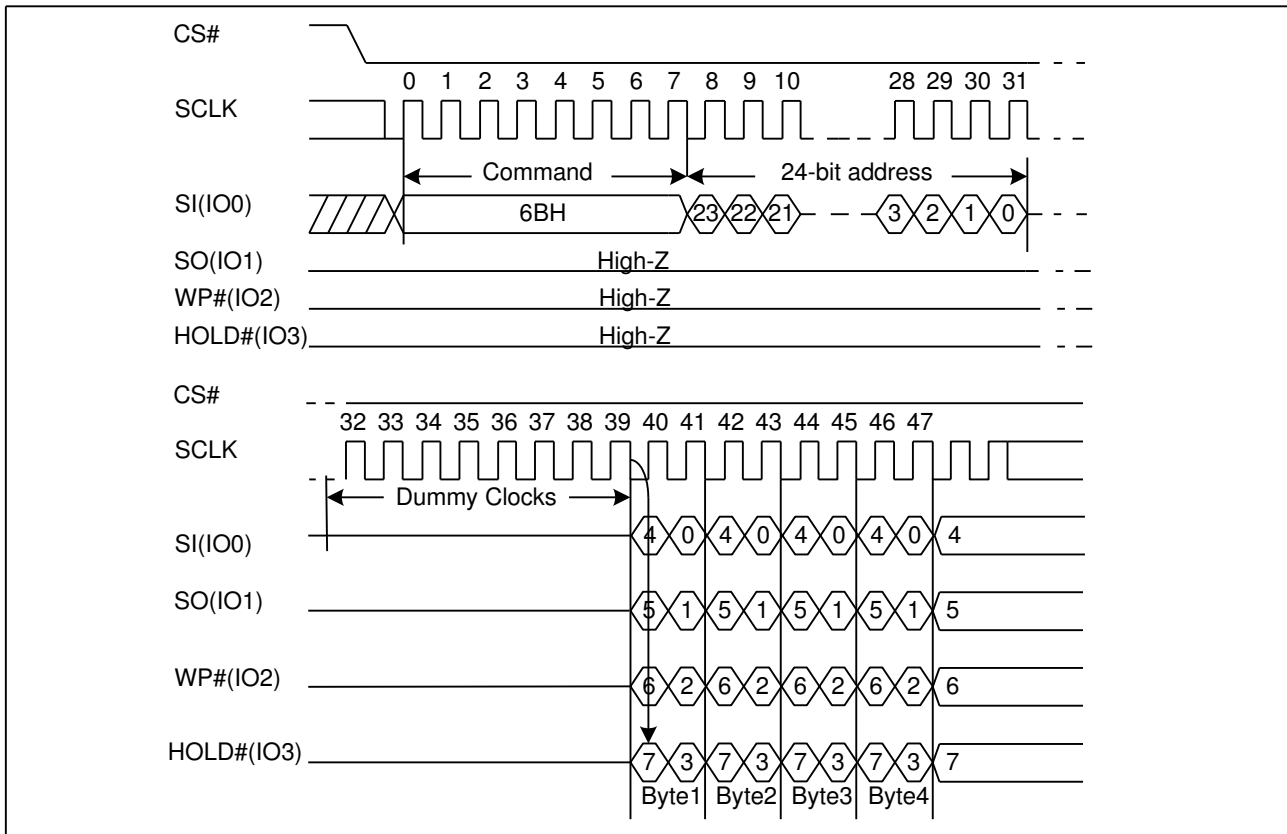 CS#
0 1 2 3 4 5 6 7 8 9 10 28 29 30 31
SCLK
Command 24-bit address
SI(IO0) 6BH 23 22 21 3 2 1 0
SO(IO1) High-Z
WP#(IO2) High-Z
HOLD#(IO3) High-Z
CS#
32 33 34 35 36 37 38 39 40 41 42 43 44 45 46 47
SCLK
Dummy Clocks
SI(IO0) 4 0 4 0 4 0 4 0 4
SO(IO1) 5 1 5 1 5 1 5 1 5
WP#(IO2) 6 2 6 2 6 2 6 2 6
HOLD#(IO3) 7 3 7 3 7 3 7 3 7
Byte1 Byte2 Byte3 Byte4